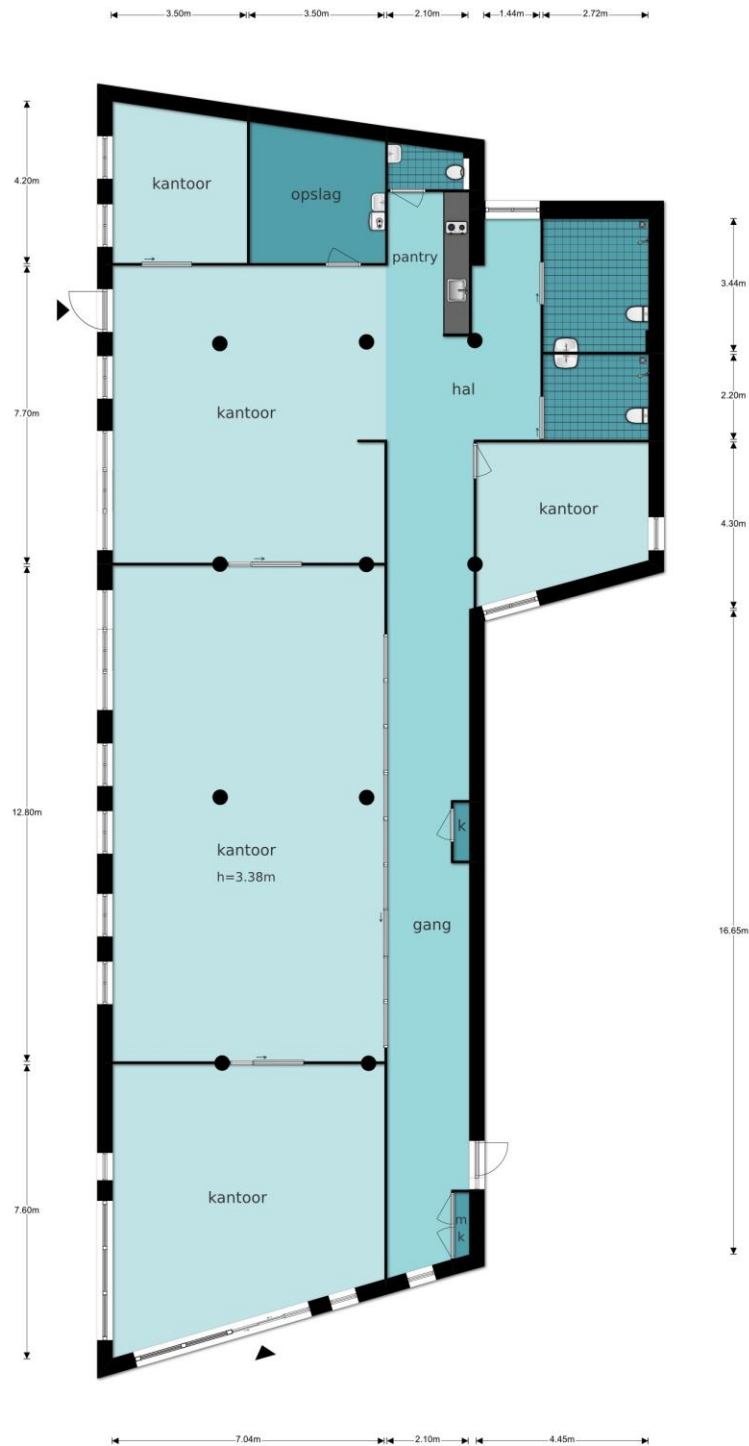 3.50m 3.50m 2.10m 1.44m 2.72m
4.20m
kantoor
opslag
pantry
3.44m
hal
2.20m
7.70m
kantoor
kantoor
4.30m
12.80m
kantoor
h=3.38m
k
gang
16.65m
kantoor
7.60m
m
k
7.04m 2.10m 4.45m